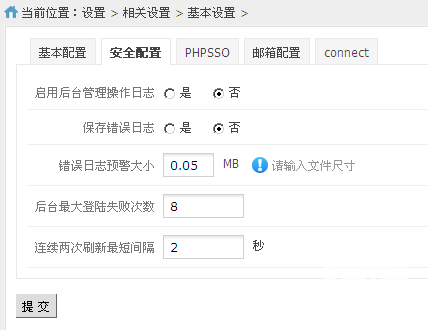 当前位置：设置 > 相关设置 > 基本设置 >
基本配置 安全配置 PHPSSO 邮箱配置 connect
启用后台管理操作日志 是 否
保存错误日志 是 否
错误日志预警大小 0.05 MB 请输入文件尺寸
后台最大登陆失败次数 8
连续两次刷新最短间隔 2 秒
提 交